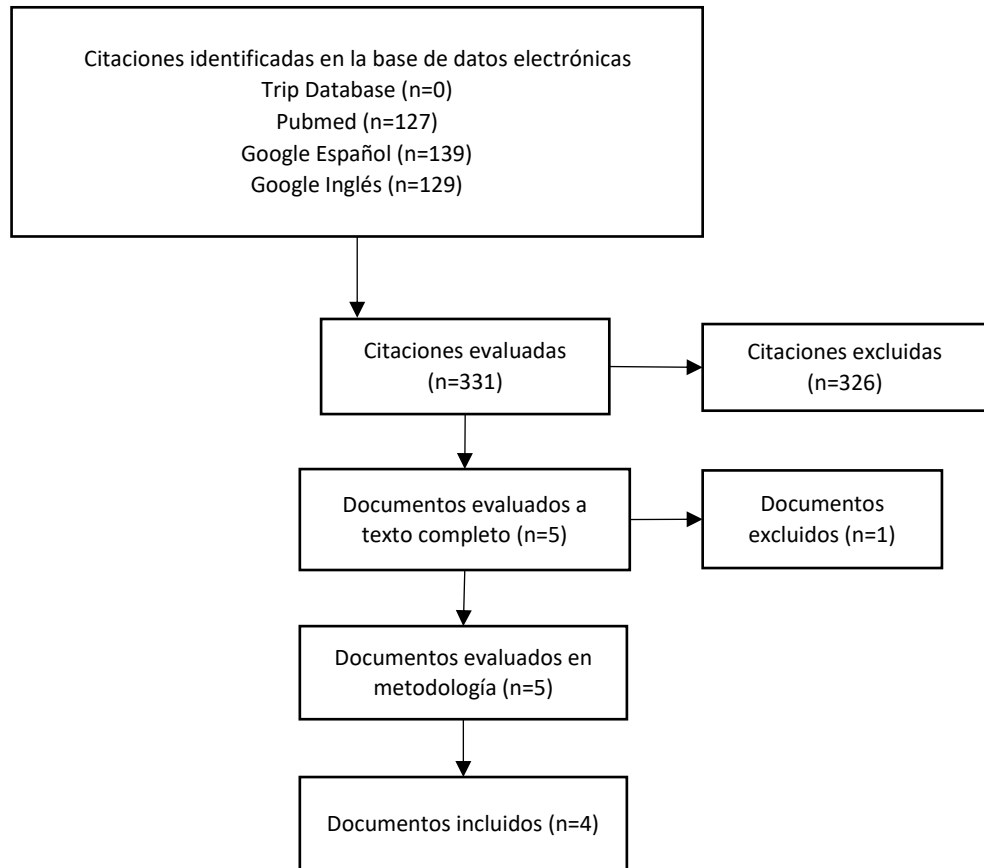 Citaciones identificadas en la base de datos electrónicas
Trip Database (n=0)
Pubmed (n=127)
Google Español (n=139)
Google Inglés (n=129)
Citaciones evaluadas
(n=331)
Citaciones excluidas
(n=326)
Documentos evaluados a
texto completo (n=5)
Documentos
excluidos (n=1)
Documentos evaluados en
metodología (n=5)
Documentos incluidos (n=4)